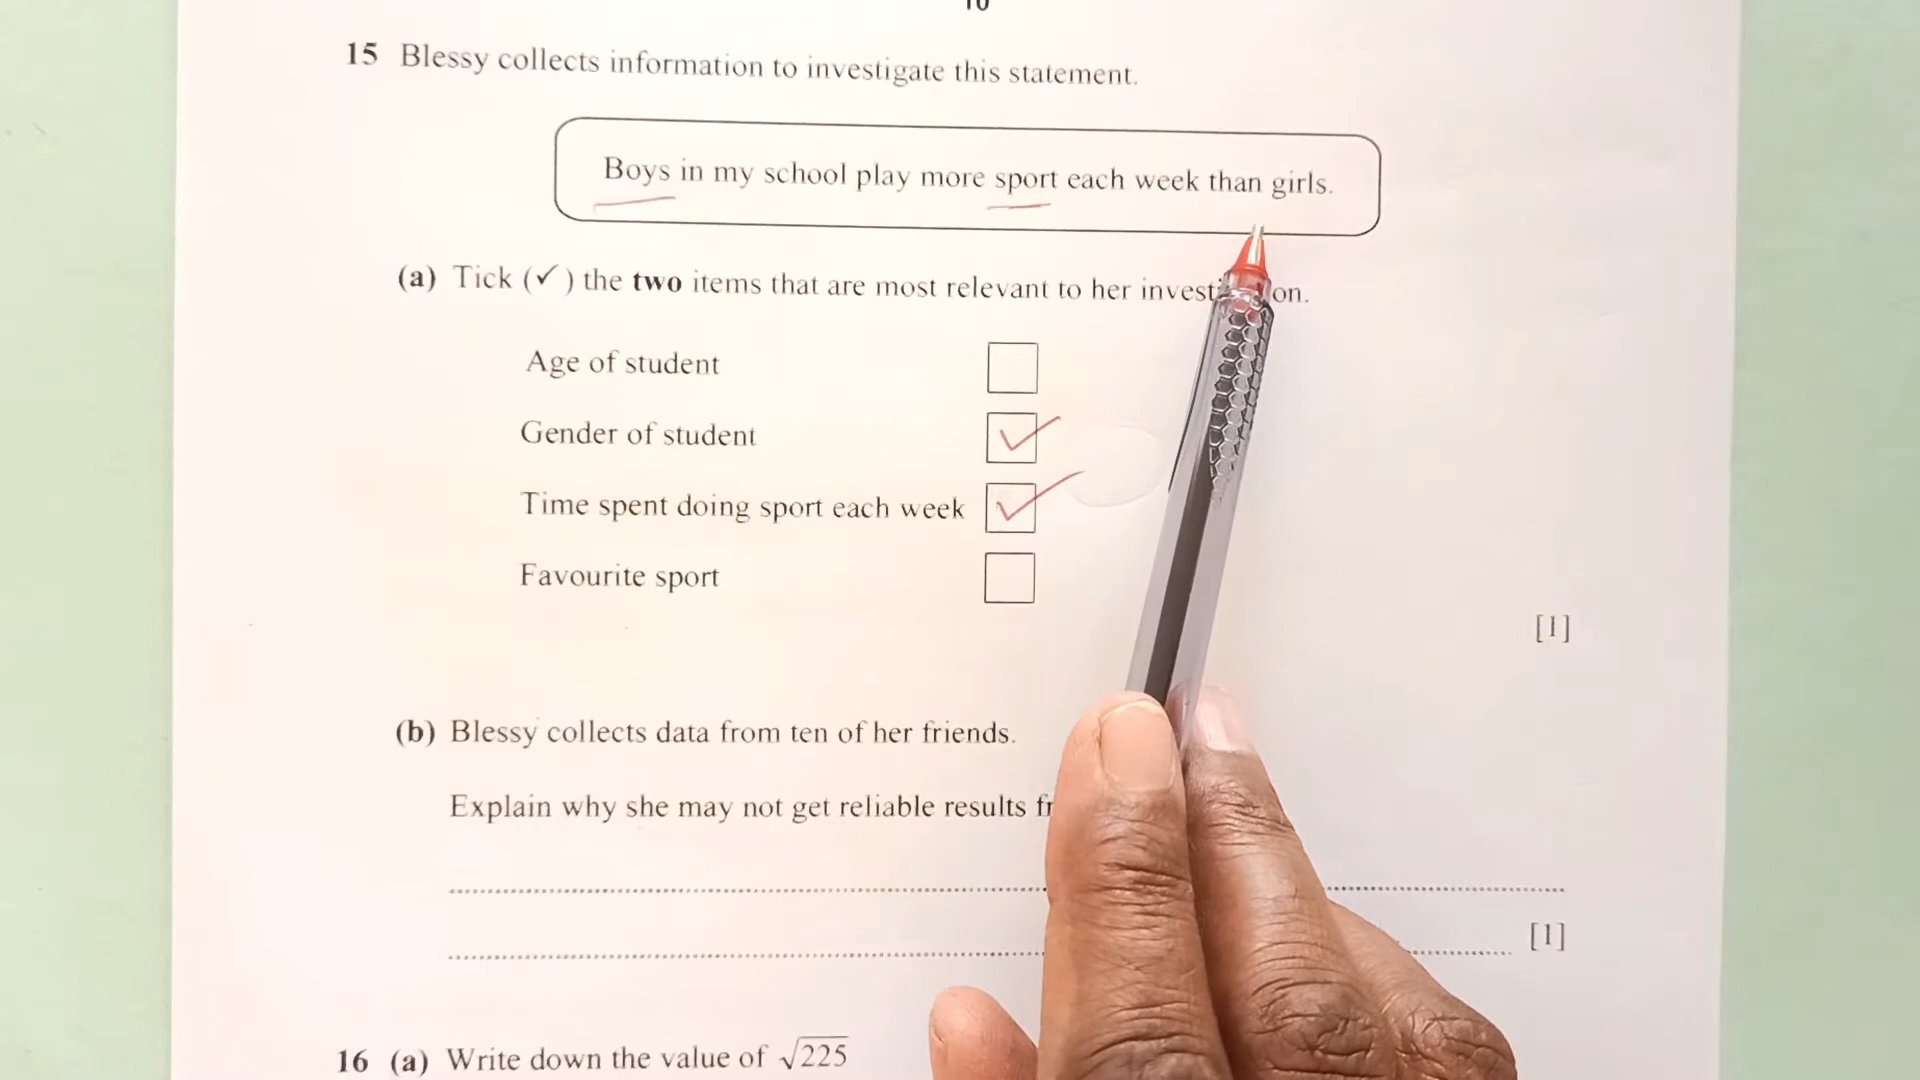 15 Blessy collects information to investigate this statement.
Boys in my school play more sport each week than girls.
(a) Tick (✓) the two items that are most relevant to her
Age of student
Gender of student
Time spent doing sport each week
Favourite sport
[1]
(b) Blessy collects data from ten of her friends.
Explain why she may not get reliable results
[1]
16 (a) Write down the value of √225